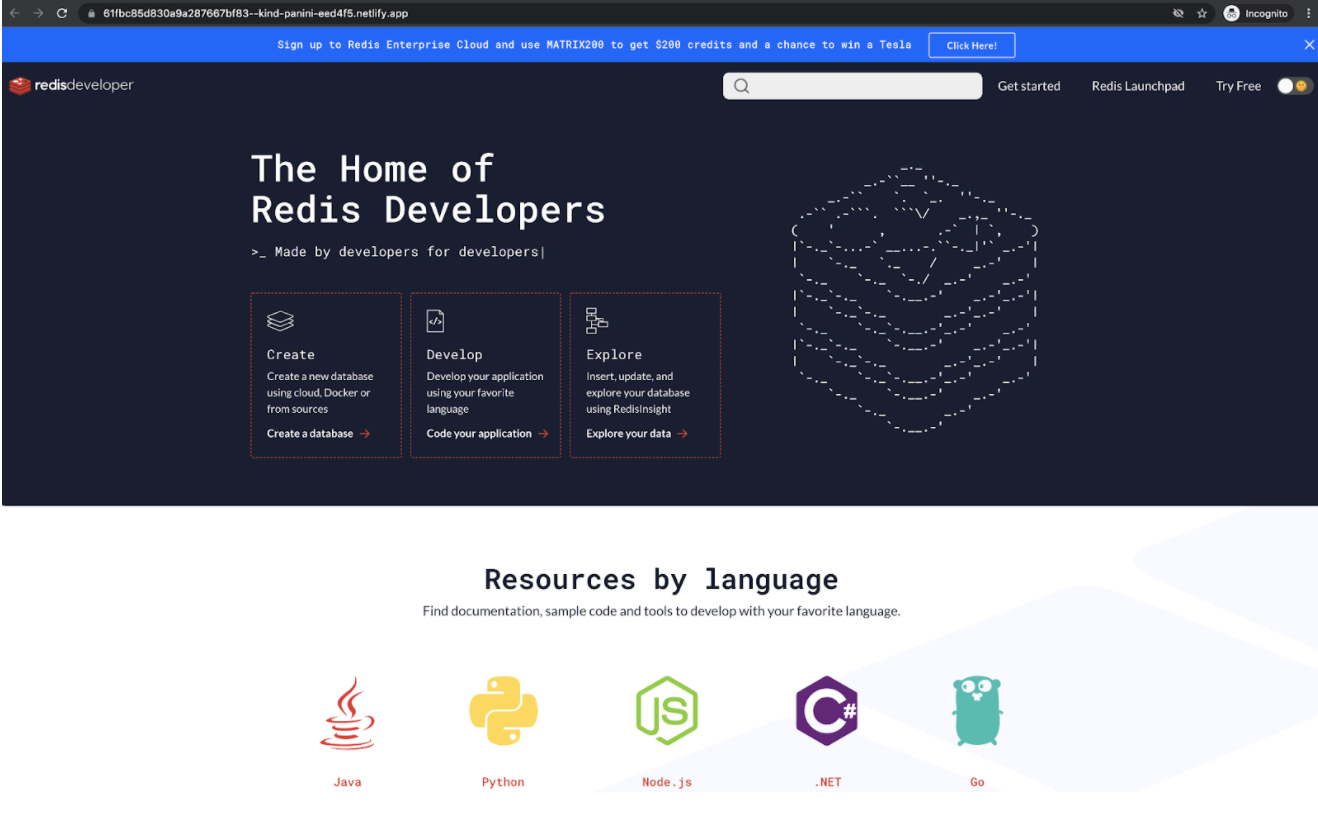 61fbc85d830a9a287667bf83--kind-panini-eed4f5.netlify.app
Incognito
Sign up to Redis Enterprise Cloud and use MATRIX200 to get $200 credits and a chance to win a Tesla
Click Here!
redisdeveloper
Get started
Redis Launchpad
Try Free
The Home of
Redis Developers
>_ Made by developers for developers|
Create
Create a new database
using cloud, Docker or
from sources
Create a database →
Develop
Develop your application
using your favorite
language
Code your application →
Explore
Insert, update, and
explore your database
using RedisInsight
Explore your data →
Resources by language
Find documentation, sample code and tools to develop with your favorite language.
JS
C#
Java
Python
Node.js
.NET
Go